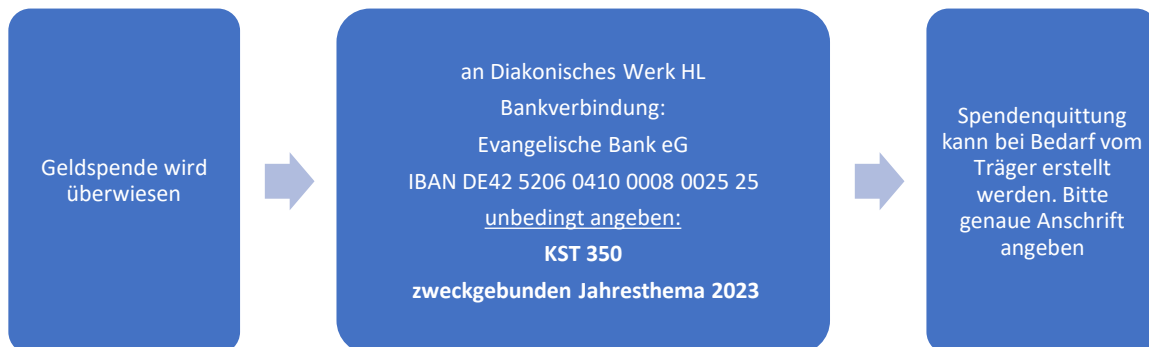 Geldspende wird
überwiesen
an Diakonisches Werk HL
Bankverbindung:
Evangelische Bank eG
IBAN DE42 5206 0410 0008 0025 25
unbedingt angeben:
KST 350
zweckgebunden Jahresthema 2023
Spendenquittung
kann bei Bedarf vom
Träger erstellt
werden. Bitte
genaue Anschrift
angeben